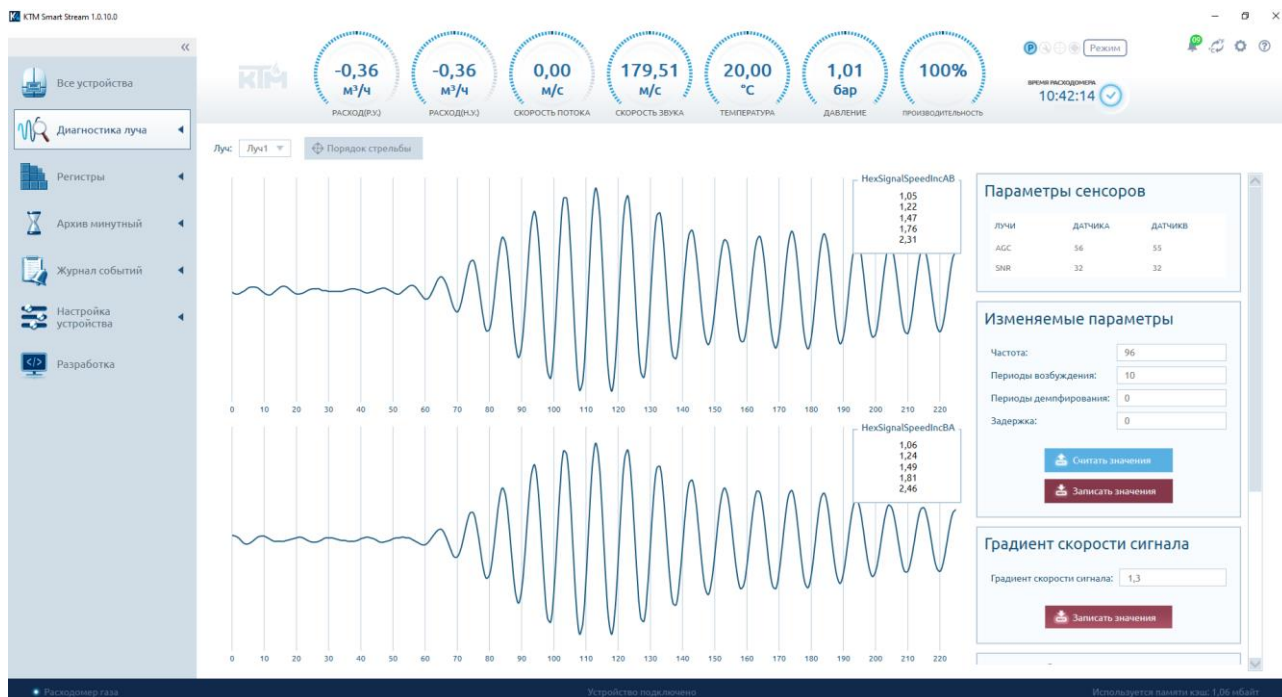 KTM Smart Stream 1.0.10.0
Все устройства
Диагностика луча
Регистры
Архив минутный
Журнал событий
Настройка
устройства
Разработка
КТМ
-0,36
м³/ч
РАСХОД(Р.У.)
-0,36
м³/ч
РАСХОД(Н.У.)
0,00
м/с
СКОРОСТЬ ПОТОКА
179,51
м/с
СКОРОСТЬ ЗВУКА
20,00
°C
ТЕМПЕРАТУРА
1,01
бар
ДАВЛЕНИЕ
100%
ПРОИЗВОДИТЕЛЬНОСТЬ
P
Режим
ВРЕМЯ РАСХОДОМЕРА
10:42:14
09
Луч: Луч1
Порядок стрельбы
HexSignalSpeedIncAB
1,05
1,22
1,47
1,76
2,31
0 10 20 30 40 50 60 70 80 90 100 110 120 130 140 150 160 170 180 190 200 210 220
HexSignalSpeedIncBA
1,06
1,24
1,49
1,81
2,46
0 10 20 30 40 50 60 70 80 90 100 110 120 130 140 150 160 170 180 190 200 210 220
Параметры сенсоров
ЛУЧИ ДАТЧИКА ДАТЧИКВ
AGC 56 55
SNR 32 32
Изменяемые параметры
Частота: 96
Периоды возбуждения: 10
Периоды демпфирования: 0
Задержка: 0
Считать значения
Записать значения
Градиент скорости сигнала
Градиент скорости сигнала: 1,3
Записать значения
Расходомер газа
Устройство подключено
Используется памяти кэш: 1,06 мбайт